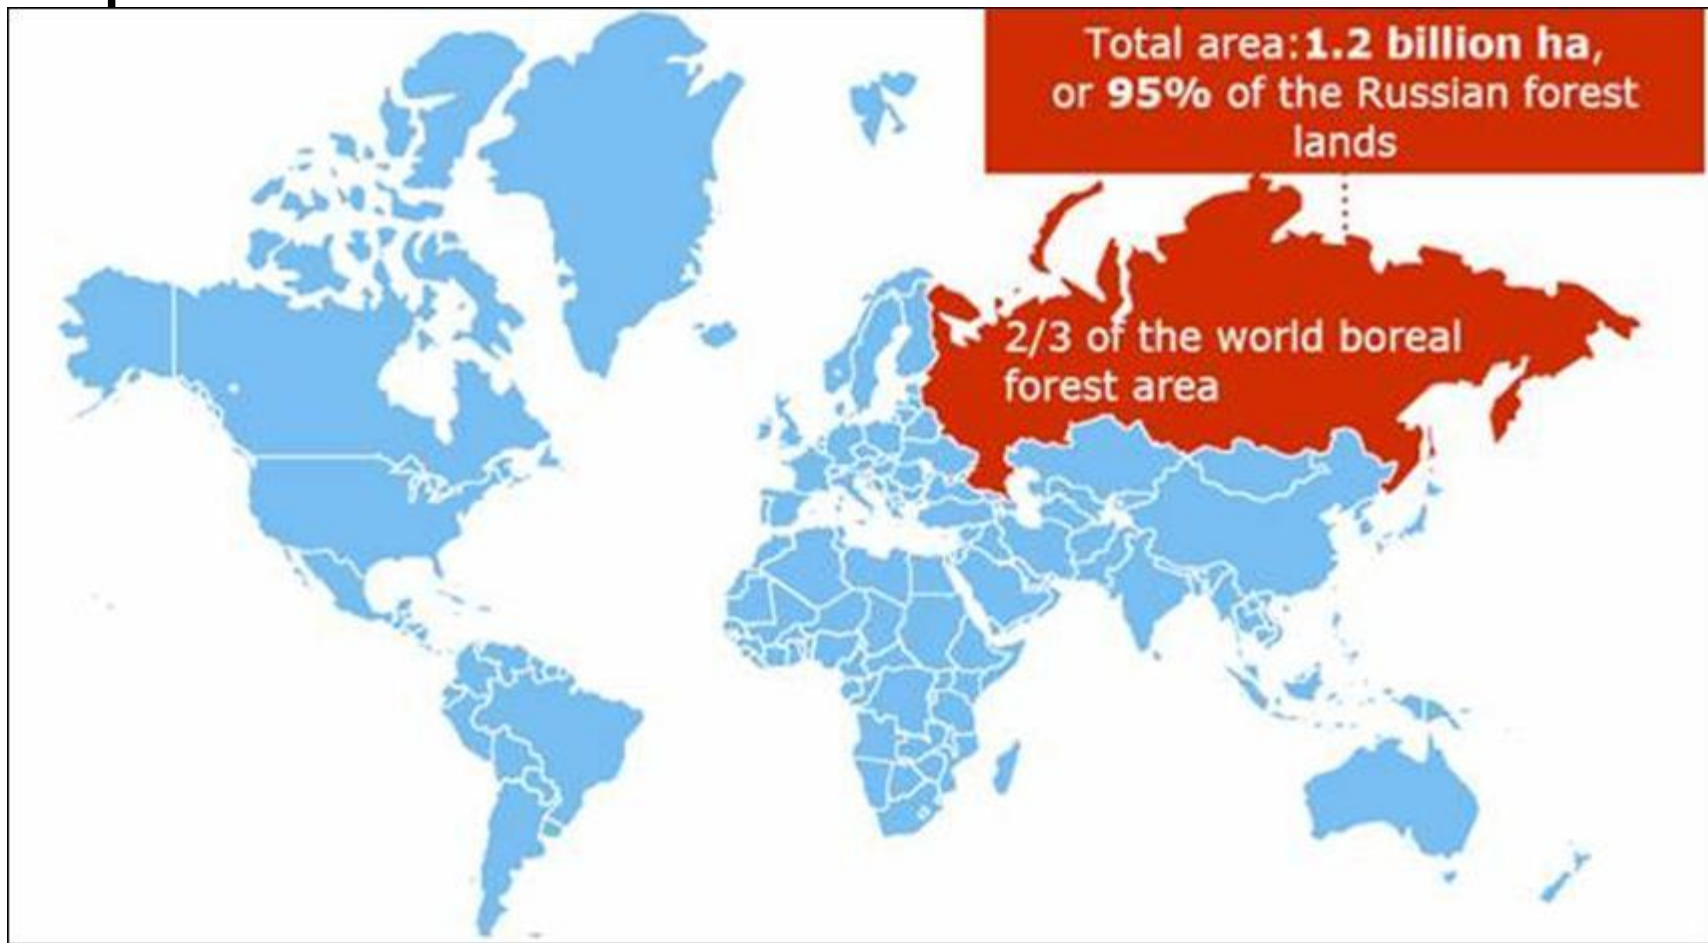 Total area:1.2 billion ha,
or 95% of the Russian forest
lands
2/3 of the world boreal
forest area